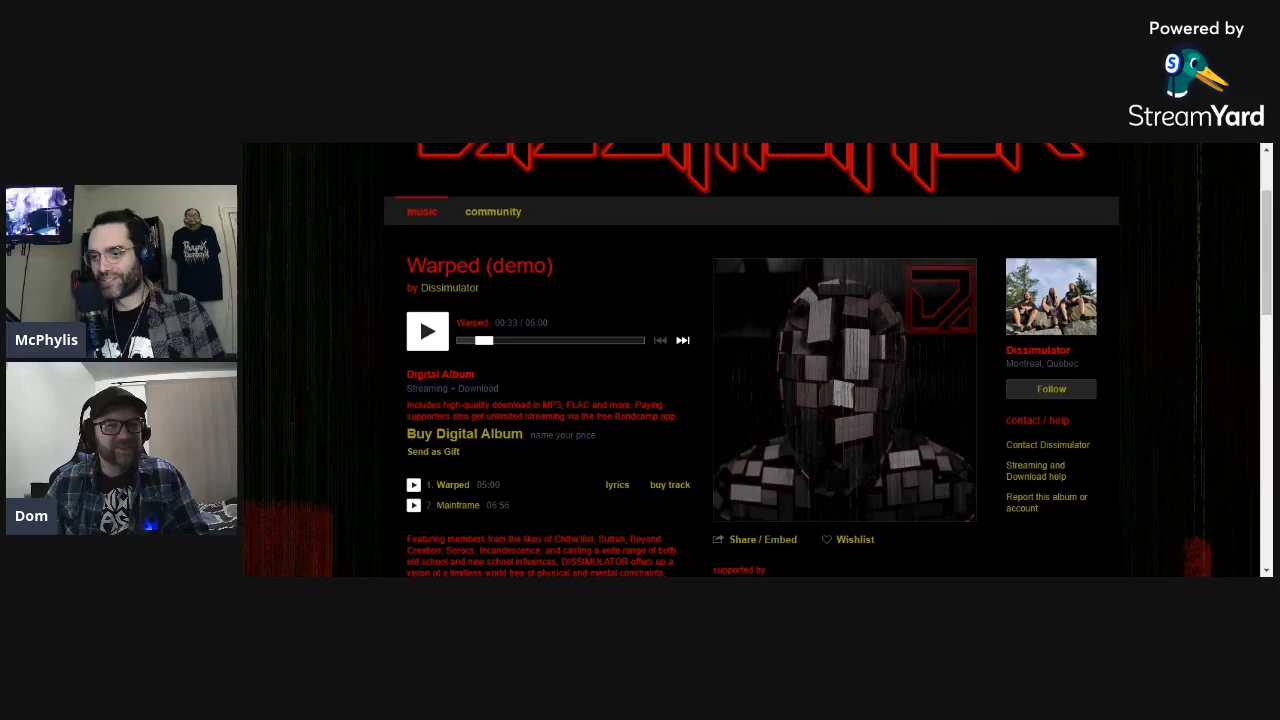 Powered by
S
StreamYard
music
community
Warped (demo)
by Dissimulator
Warped 00:33 / 05:00
Digital Album
Streaming + Download
Includes high-quality download in MP3, FLAC and more. Paying
supporters also get unlimited streaming via the free Bandcamp app.
Buy Digital Album name your price
Send as Gift
1. Warped 05:00 lyrics buy track
2. Mainframe 06:56
Featuring members from the likes of Chthe'ilist, Sutrah, Beyond
Creation, Serocs, Incandescence, and casting a wide range of both
old school and new school influences, DISSIMULATOR offers up a
vision of a limitless world free of physical and mental constraints,
Share / Embed
Wishlist
supported by
Dissimulator
Montreal, Québec
Follow
contact / help
Contact Dissimulator
Streaming and
Download help
Report this album or
account
McPhylis
Dom